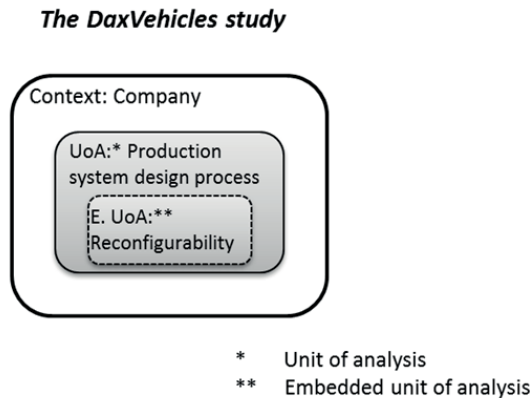 The DaxVehicles study
Context: Company
UoA:* Production
system design process
E. UoA:**
Reconfigurability
* Unit of analysis
** Embedded unit of analysis